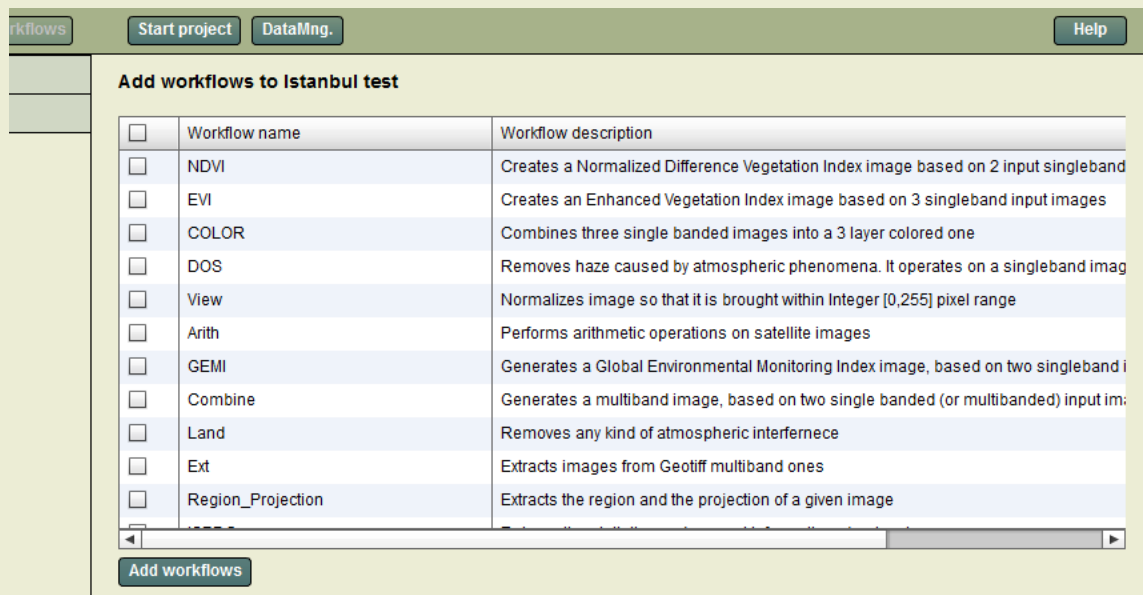 rkflows Start project DataMng. Help
Add workflows to Istanbul test
Workflow name Workflow description
NDVI Creates a Normalized Difference Vegetation Index image based on 2 input singleband
EVI Creates an Enhanced Vegetation Index image based on 3 singleband input images
COLOR Combines three single banded images into a 3 layer colored one
DOS Removes haze caused by atmospheric phenomena. It operates on a singleband imag
View Normalizes image so that it is brought within Integer [0,255] pixel range
Arith Performs arithmetic operations on satellite images
GEMI Generates a Global Environmental Monitoring Index image, based on two singleband i
Combine Generates a multiband image, based on two single banded (or multibanded) input ima
Land Removes any kind of atmospheric interfernece
Ext Extracts images from Geotiff multiband ones
Region_Projection Extracts the region and the projection of a given image
Add workflows